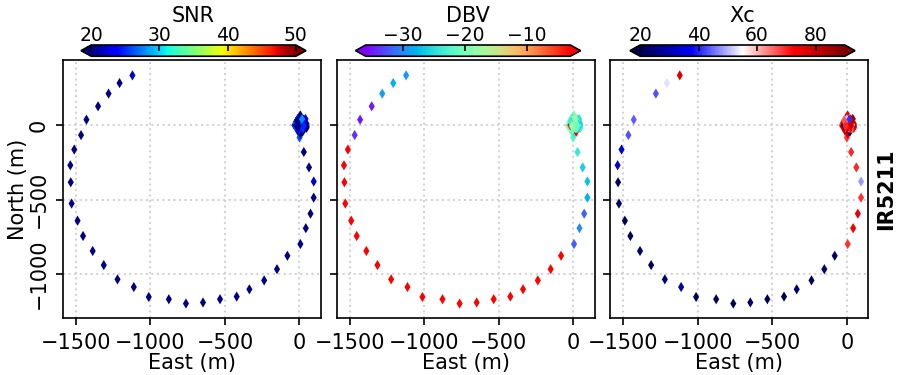 SNR DBV Xc
20 30 40 50 −30 −20 −10 20 40 60 80
North (m)
0
−500
−1000
−1500 −1000 −500 0 −1500 −1000 −500 0 −1500 −1000 −500 0
East (m) East (m) East (m)
IR5211